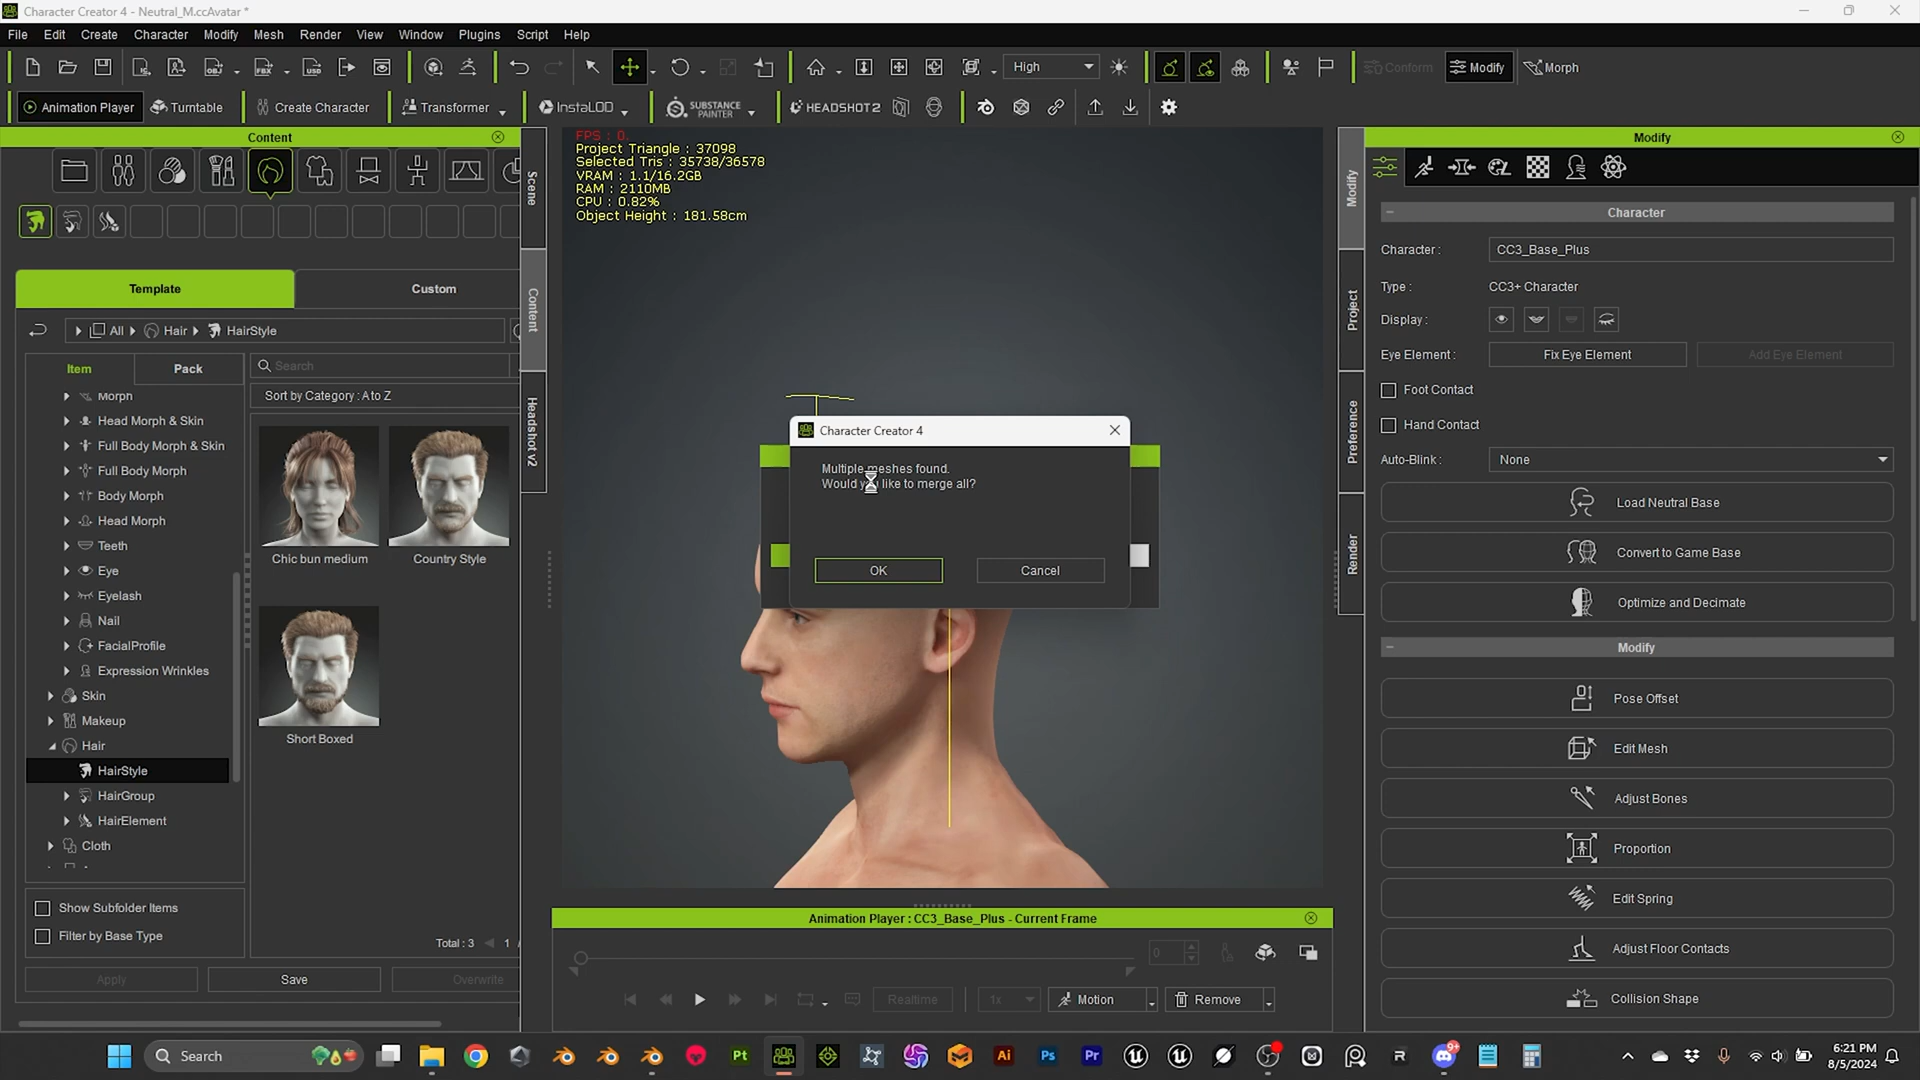 Character Creator 4 - Neutral_M.ccAvatar *
File Edit Create Character Modify Mesh Render View Window Plugins Script Help
High
Conform
Modify
Morph
Animation Player
Turntable
Create Character
Transformer
InstaLOD
SUBSTANCE PAINTER
HEADSHOT 2
Content
Template
Custom
All
Hair
HairStyle
Item
Pack
Search
Sort by Category : A to Z
Morph
Head Morph & Skin
Full Body Morph & Skin
Full Body Morph
Body Morph
Head Morph
Teeth
Eye
Eyelash
Nail
FacialProfile
Expression Wrinkles
Skin
Makeup
Hair
HairStyle
HairGroup
HairElement
Cloth
Chic bun medium
Country Style
Short Boxed
Show Subfolder Items
Filter by Base Type
Total : 3
1
Apply
Save
Overwrite
Scene
Content
Headshot v2
FPS : 0.
Project Triangle : 37098
Selected Tris : 35738/36578
VRAM : 1.1/16.2GB
RAM : 2110MB
CPU : 0.82%
Object Height : 181.58cm
Character Creator 4
Multiple meshes found.
Would you like to merge all?
OK
Cancel
Animation Player : CC3_Base_Plus - Current Frame
0
Realtime
1x
Motion
Remove
Modify
Project
Preference
Render
Modify
Character
Character :
CC3_Base_Plus
Type :
CC3+ Character
Display :
Eye Element :
Fix Eye Element
Add Eye Element
Foot Contact
Hand Contact
Auto-Blink :
None
Load Neutral Base
Convert to Game Base
Optimize and Decimate
Modify
Pose Offset
Edit Mesh
Adjust Bones
Proportion
Edit Spring
Adjust Floor Contacts
Collision Shape
Search
Pt
Ai
Ps
Pr
R
9+
6:21 PM
8/5/2024